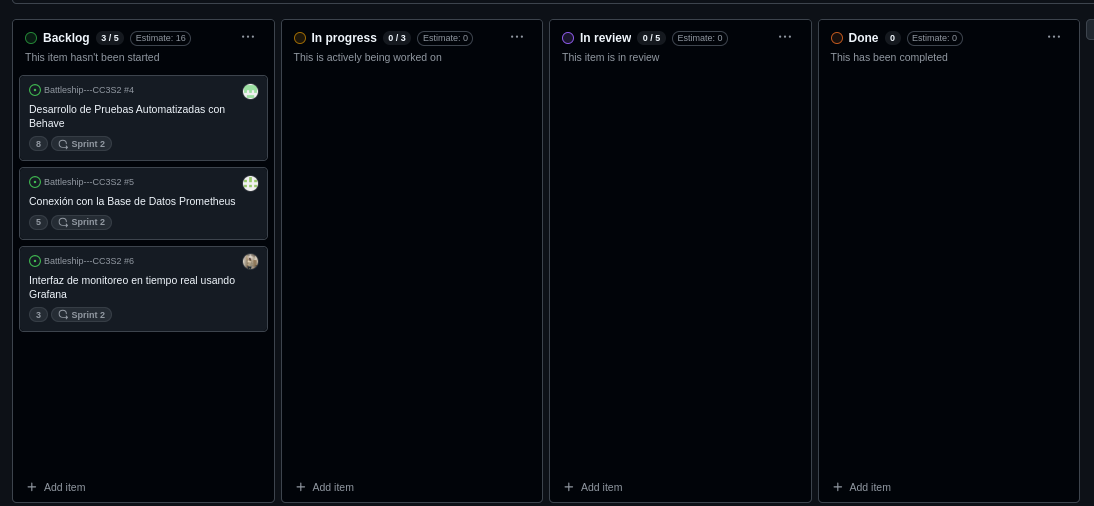 Backlog 3 / 5 Estimate: 16
This item hasn't been started
Battleship---CC3S2 #4
Desarrollo de Pruebas Automatizadas con
Behave
8 Sprint 2
Battleship---CC3S2 #5
Conexión con la Base de Datos Prometheus
5 Sprint 2
Battleship---CC3S2 #6
Interfaz de monitoreo en tiempo real usando
Grafana
3 Sprint 2
Add item
In progress 0 / 3 Estimate: 0
This is actively being worked on
Add item
In review 0 / 5 Estimate: 0
This item is in review
Add item
Done 0 Estimate: 0
This has been completed
Add item